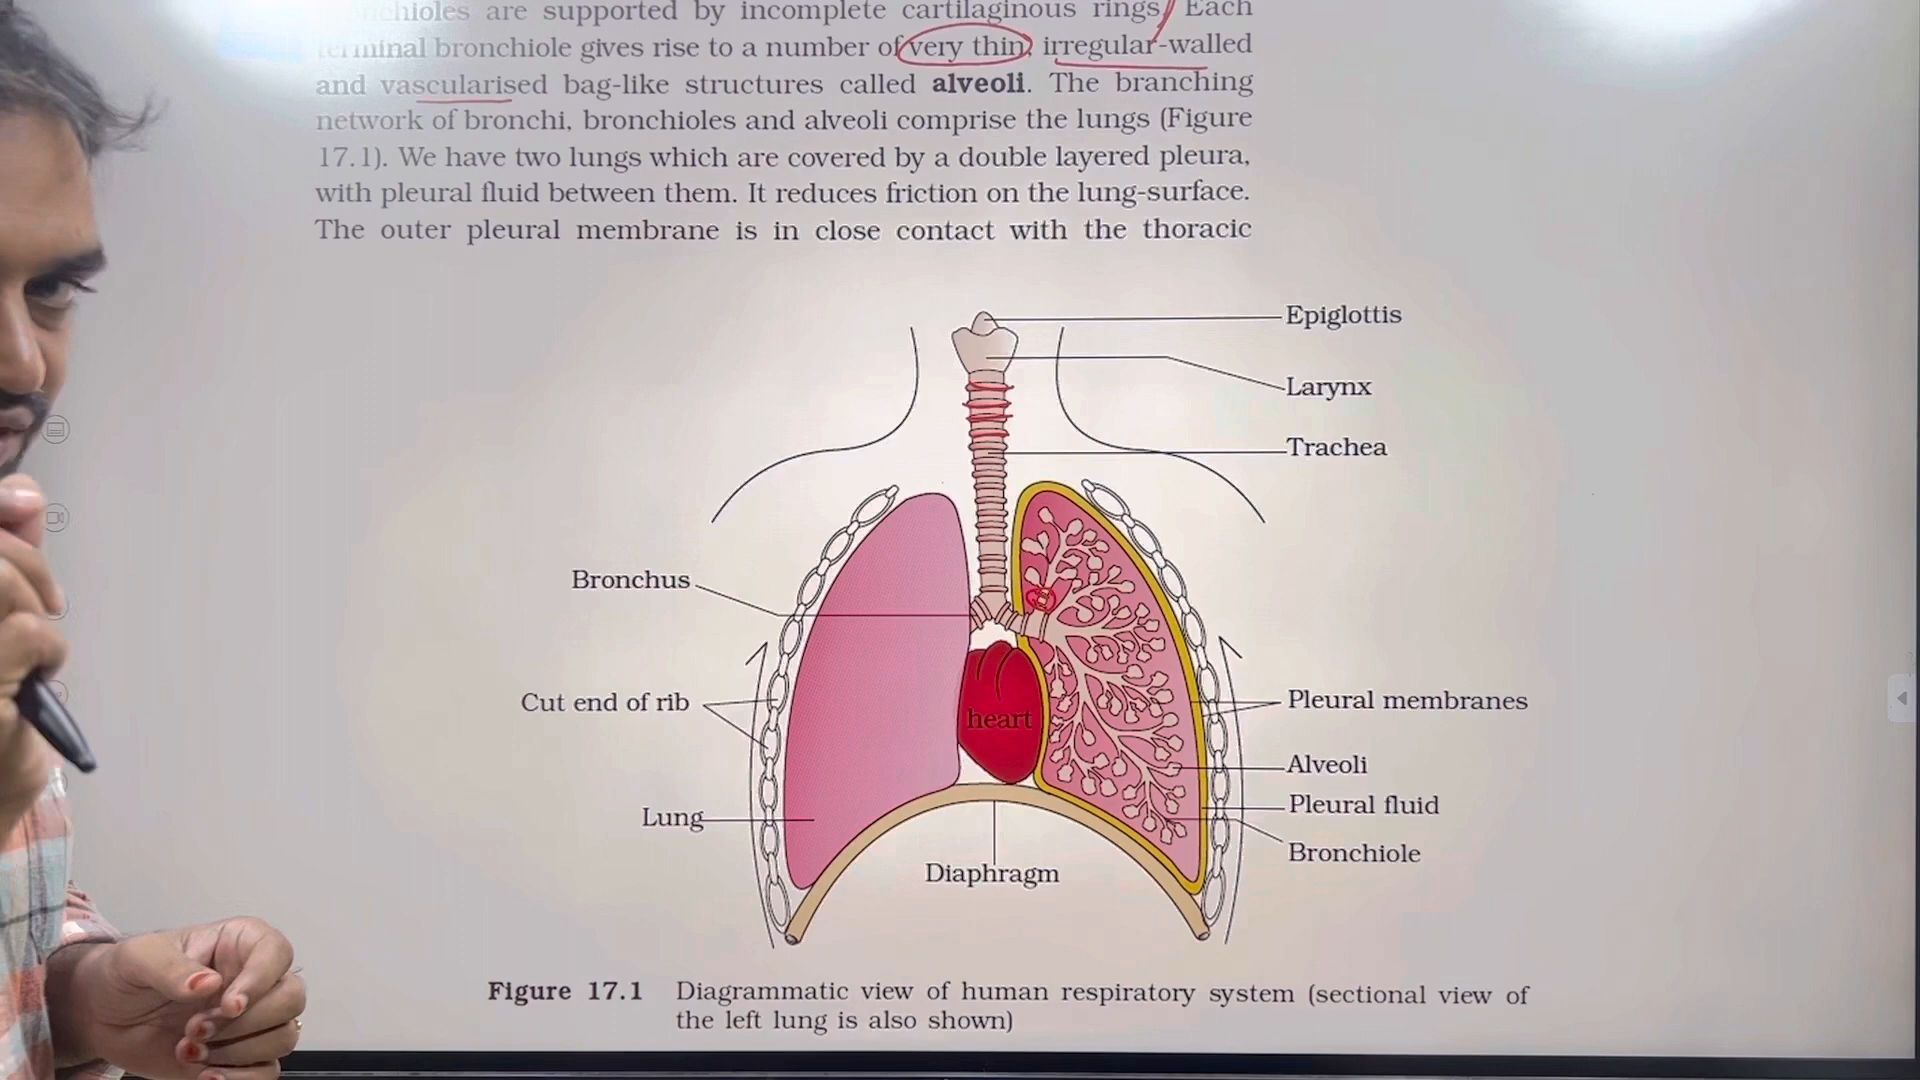 are supported by incomplete cartilaginous rings. Each
terminal bronchiole gives rise to a number of very thin, irregular-walled
and vascularised bag-like structures called alveoli. The branching
network of bronchi, bronchioles and alveoli comprise the lungs (Figure
17.1). We have two lungs which are covered by a double layered pleura,
with pleural fluid between them. It reduces friction on the lung-surface.
The outer pleural membrane is in close contact with the thoracic
Epiglottis
Larynx
Trachea
Bronchus
Cut end of rib
heart
Pleural membranes
Alveoli
Pleural fluid
Lung
Bronchiole
Diaphragm
Figure 17.1 Diagrammatic view of human respiratory system (sectional view of
the left lung is also shown)